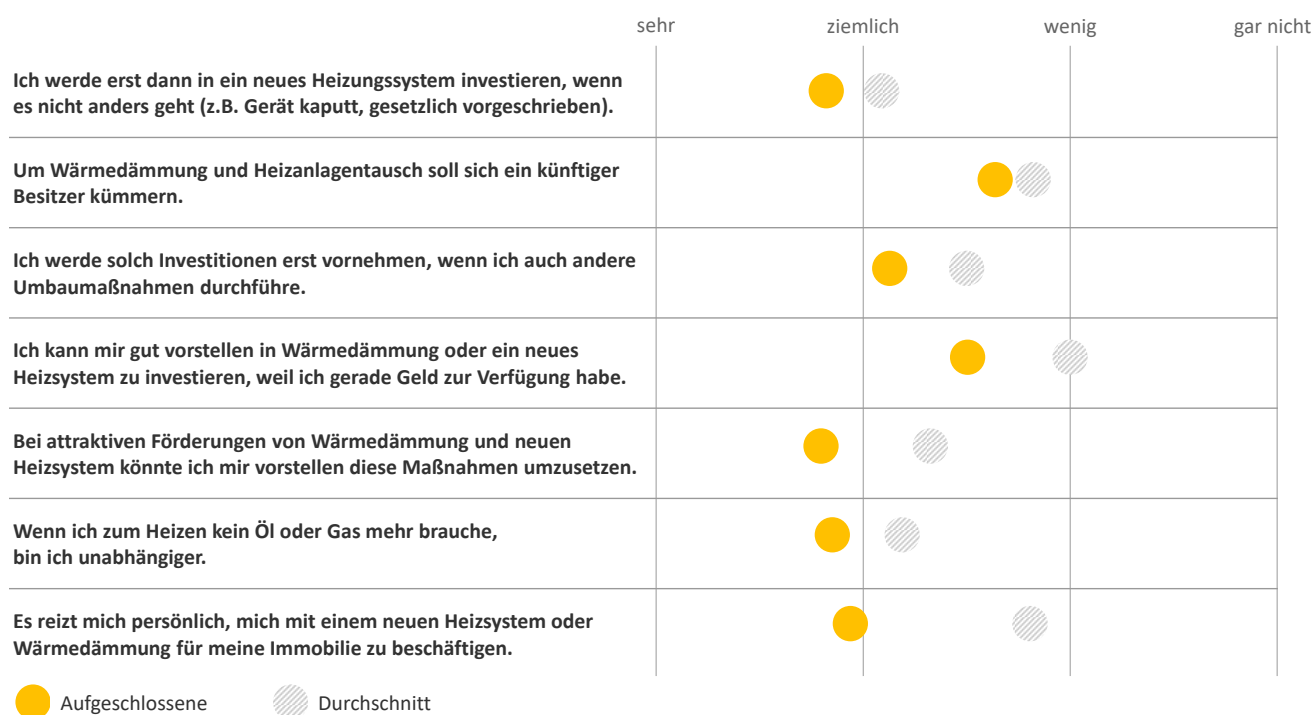 sehr ziemlich wenig gar nicht
Ich werde erst dann in ein neues Heizungssystem investieren, wenn
es nicht anders geht (z.B. Gerät kaputt, gesetzlich vorgeschrieben).
Um Wärmedämmung und Heizanlagentausch soll sich ein künftiger
Besitzer kümmern.
Ich werde solch Investitionen erst vornehmen, wenn ich auch andere
Umbaumaßnahmen durchführe.
Ich kann mir gut vorstellen in Wärmedämmung oder ein neues
Heizsystem zu investieren, weil ich gerade Geld zur Verfügung habe.
Bei attraktiven Förderungen von Wärmedämmung und neuen
Heizsystem könnte ich mir vorstellen diese Maßnahmen umzusetzen.
Wenn ich zum Heizen kein Öl oder Gas mehr brauche,
bin ich unabhängiger.
Es reizt mich persönlich, mich mit einem neuen Heizsystem oder
Wärmedämmung für meine Immobilie zu beschäftigen.
Aufgeschlossene Durchschnitt